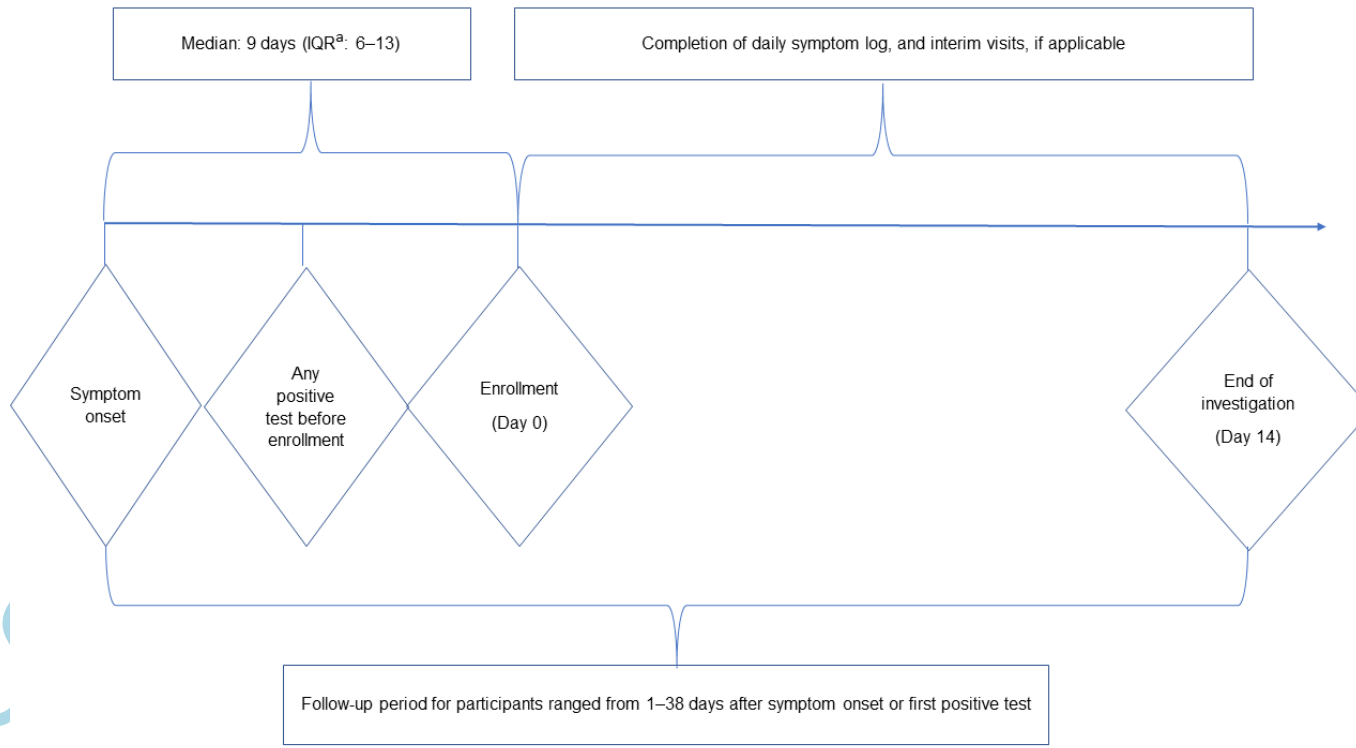 Median: 9 days (IQRª: 6–13)
Completion of daily symptom log, and interim visits, if applicable
Symptom
onset
Any
positive
test before
enrollment
Enrollment
(Day 0)
End of
investigation
(Day 14)
Follow-up period for participants ranged from 1–38 days after symptom onset or first positive test